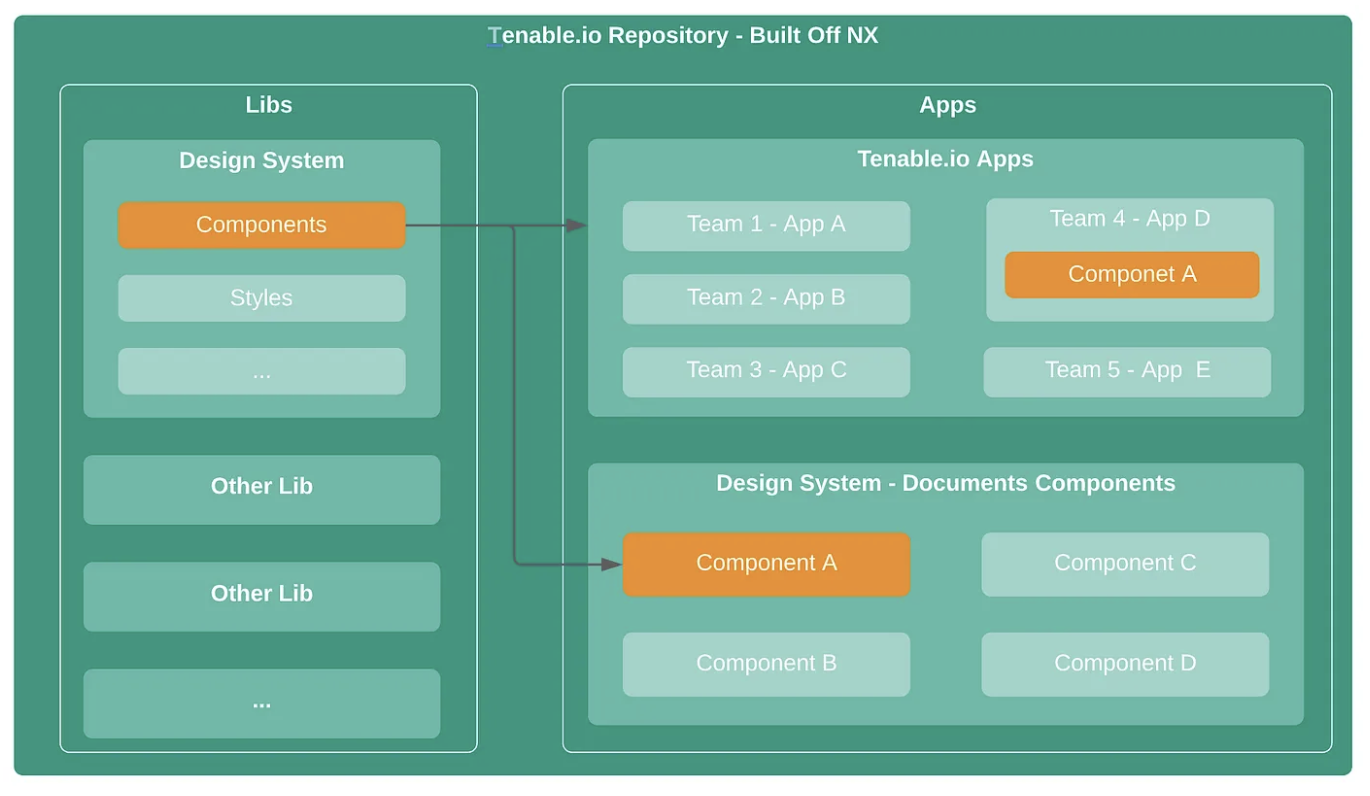 Tenable.io Repository - Built Off NX
Libs
Design System
Components
Styles
...
Other Lib
Other Lib
...
Apps
Tenable.io Apps
Team 1 - App A
Team 2 - App B
Team 3 - App C
Team 4 - App D
Componet A
Team 5 - App  E
Design System - Documents Components
Component A
Component B
Component C
Component D